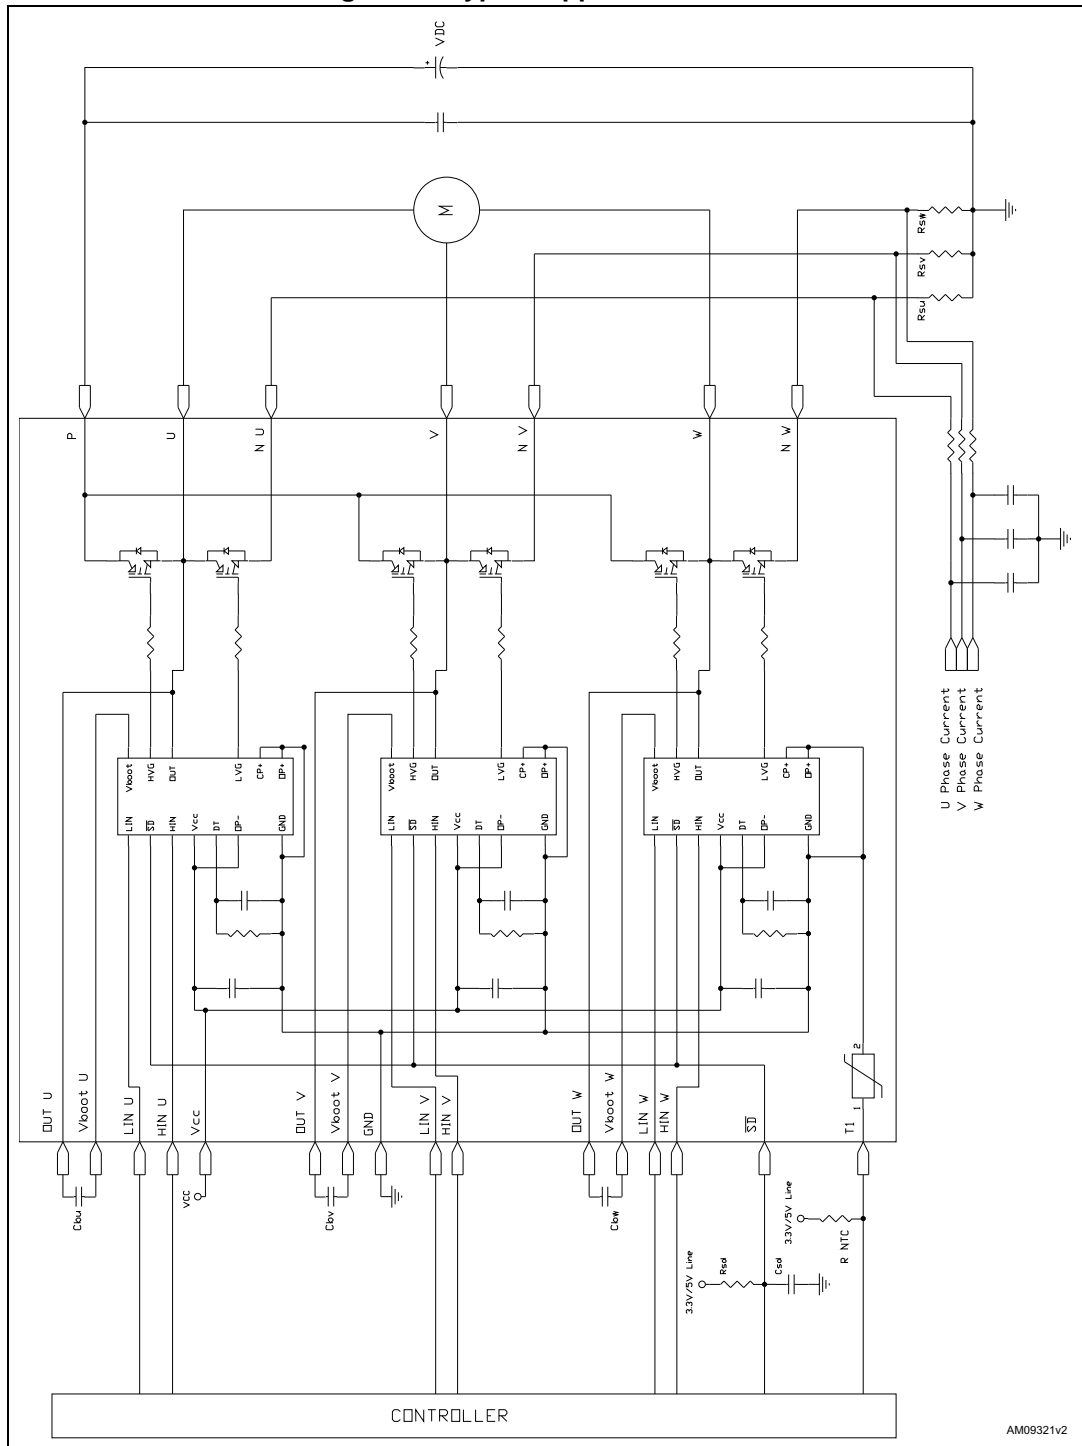 VDC
+
M
Rsw
Rsv
Rsu
P
U
N U
V
N V
W
N W
U Phase Current
V Phase Current
W Phase Current
Vboot
HVG
OUT
LVG
CP+
OP+
LIN
SD
HIN
Vcc
DT
OP-
GND
Vboot
HVG
OUT
LVG
CP+
OP+
LIN
SD
HIN
Vcc
DT
OP-
GND
Vboot
HVG
OUT
LVG
CP+
OP+
LIN
SD
HIN
Vcc
DT
OP-
GND
2
1
OUT U
Vboot U
LIN U
HIN U
Vcc
OUT V
Vboot V
GND
LIN V
HIN V
OUT W
Vboot W
LIN W
HIN W
SD
T1
Cbu
VCC
Cbv
Cbw
3.3V/5V Line
R NTC
3.3V/5V Line
Rsd
Csd
CONTROLLER
AM09321v2